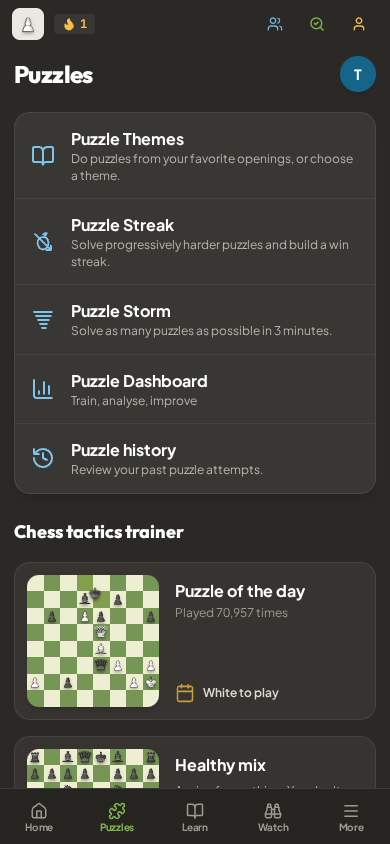 1
Puzzles
T
Puzzle Themes
Do puzzles from your favorite openings, or choose
a theme.
Puzzle Streak
Solve progressively harder puzzles and build a win
streak.
Puzzle Storm
Solve as many puzzles as possible in 3 minutes.
Puzzle Dashboard
Train, analyse, improve
Puzzle history
Review your past puzzle attempts.
Chess tactics trainer
Puzzle of the day
Played 70,957 times
White to play
Healthy mix
Home
Puzzles
Learn
Watch
More